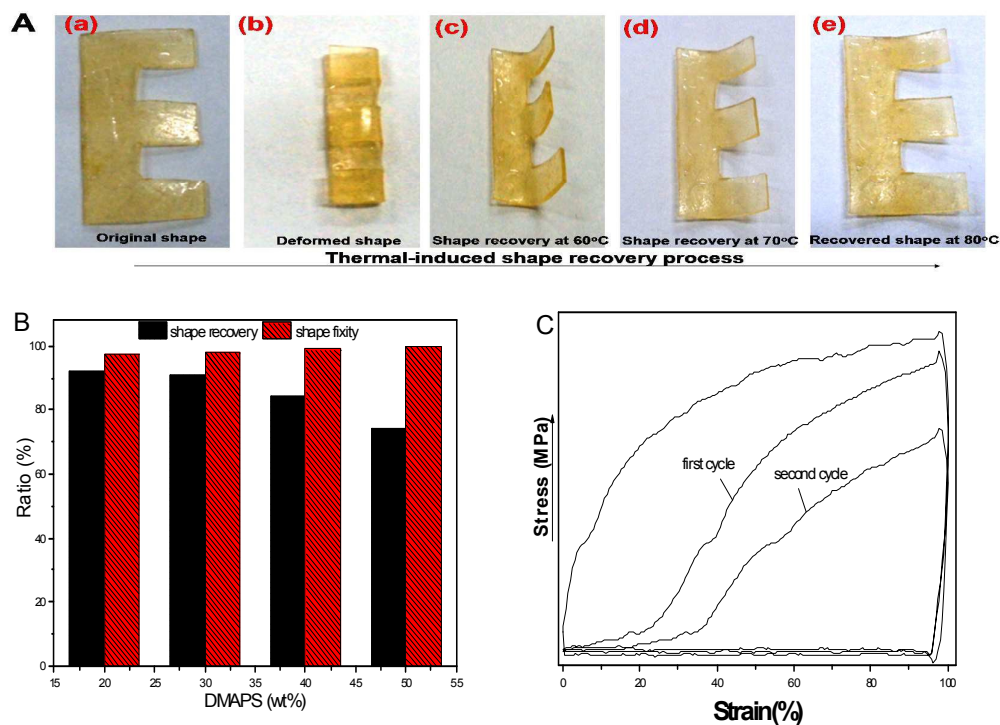 A
(a)
(b)
(c)
(d)
(e)
Original shape
Deformed shape
Shape recovery at 60°C
Shape recovery at 70°C
Recovered shape at 80°C
Thermal-induced shape recovery process
B
shape recovery
shape fixity
100
80
60
40
20
0
Ratio (%)
15 20 25 30 35 40 45 50 55
DMAPS (wt%)
C
first cycle
second cycle
Stress (MPa)
0 20 40 60 80 100
Strain(%)